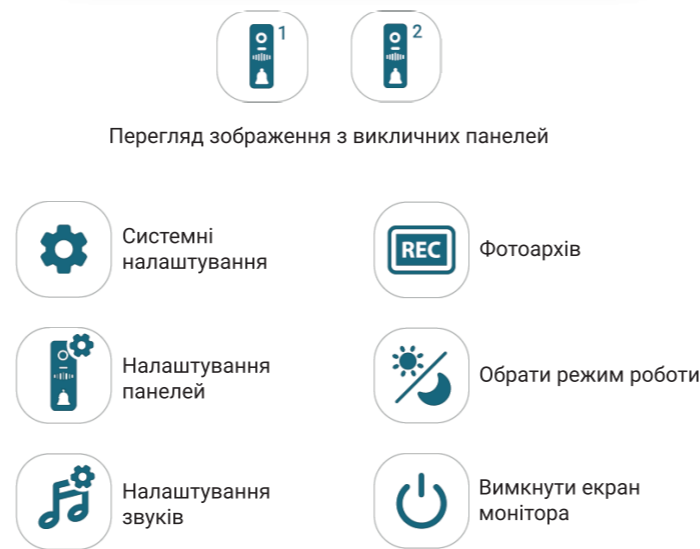 1
2
Перегляд зображення з викличних панелей
Системні
налаштування
REC
Фотоархів
Налаштування
панелей
Обрати режим роботи
Налаштування
звуків
Вимкнути екран
монітора